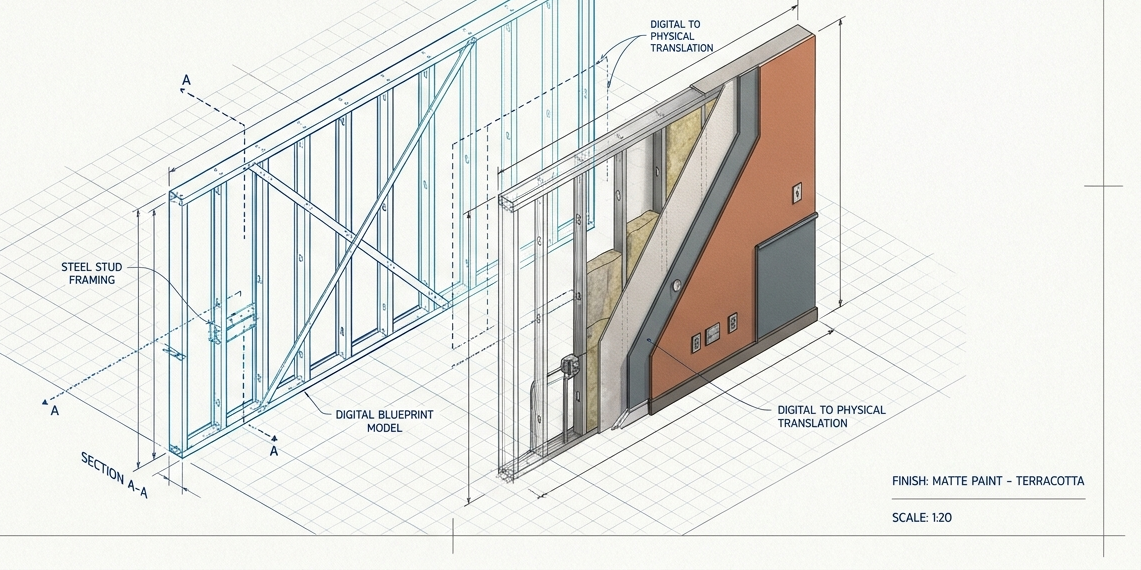 DIGITAL TO
PHYSICAL
TRANSLATION
A
STEEL STUD
FRAMING
A
DIGITAL BLUEPRINT
MODEL
A
SECTION A-A
DIGITAL TO PHYSICAL
TRANSLATION
FINISH: MATTE PAINT - TERRACOTTA
SCALE: 1:20